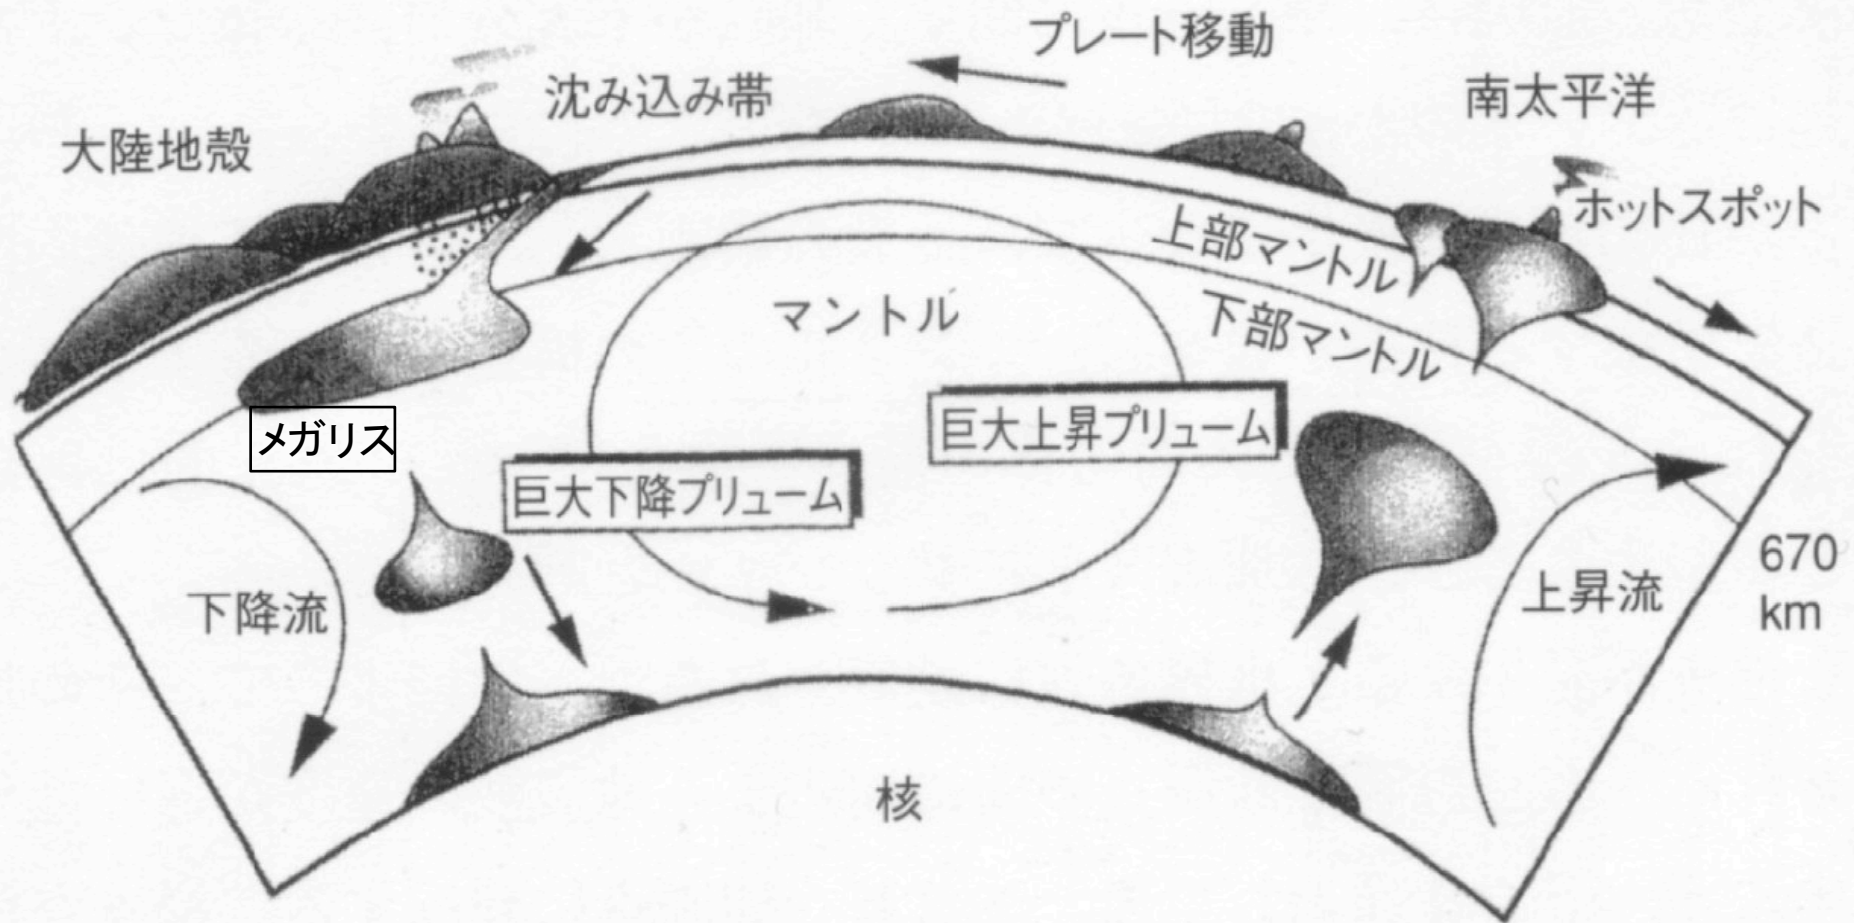 プレート移動
沈み込み帯
南太平洋
大陸地殻
ホットスポット
上部マントル
マントル
下部マントル
メガリス
巨大上昇プリューム
巨大下降プリューム
670
km
下降流
上昇流
核